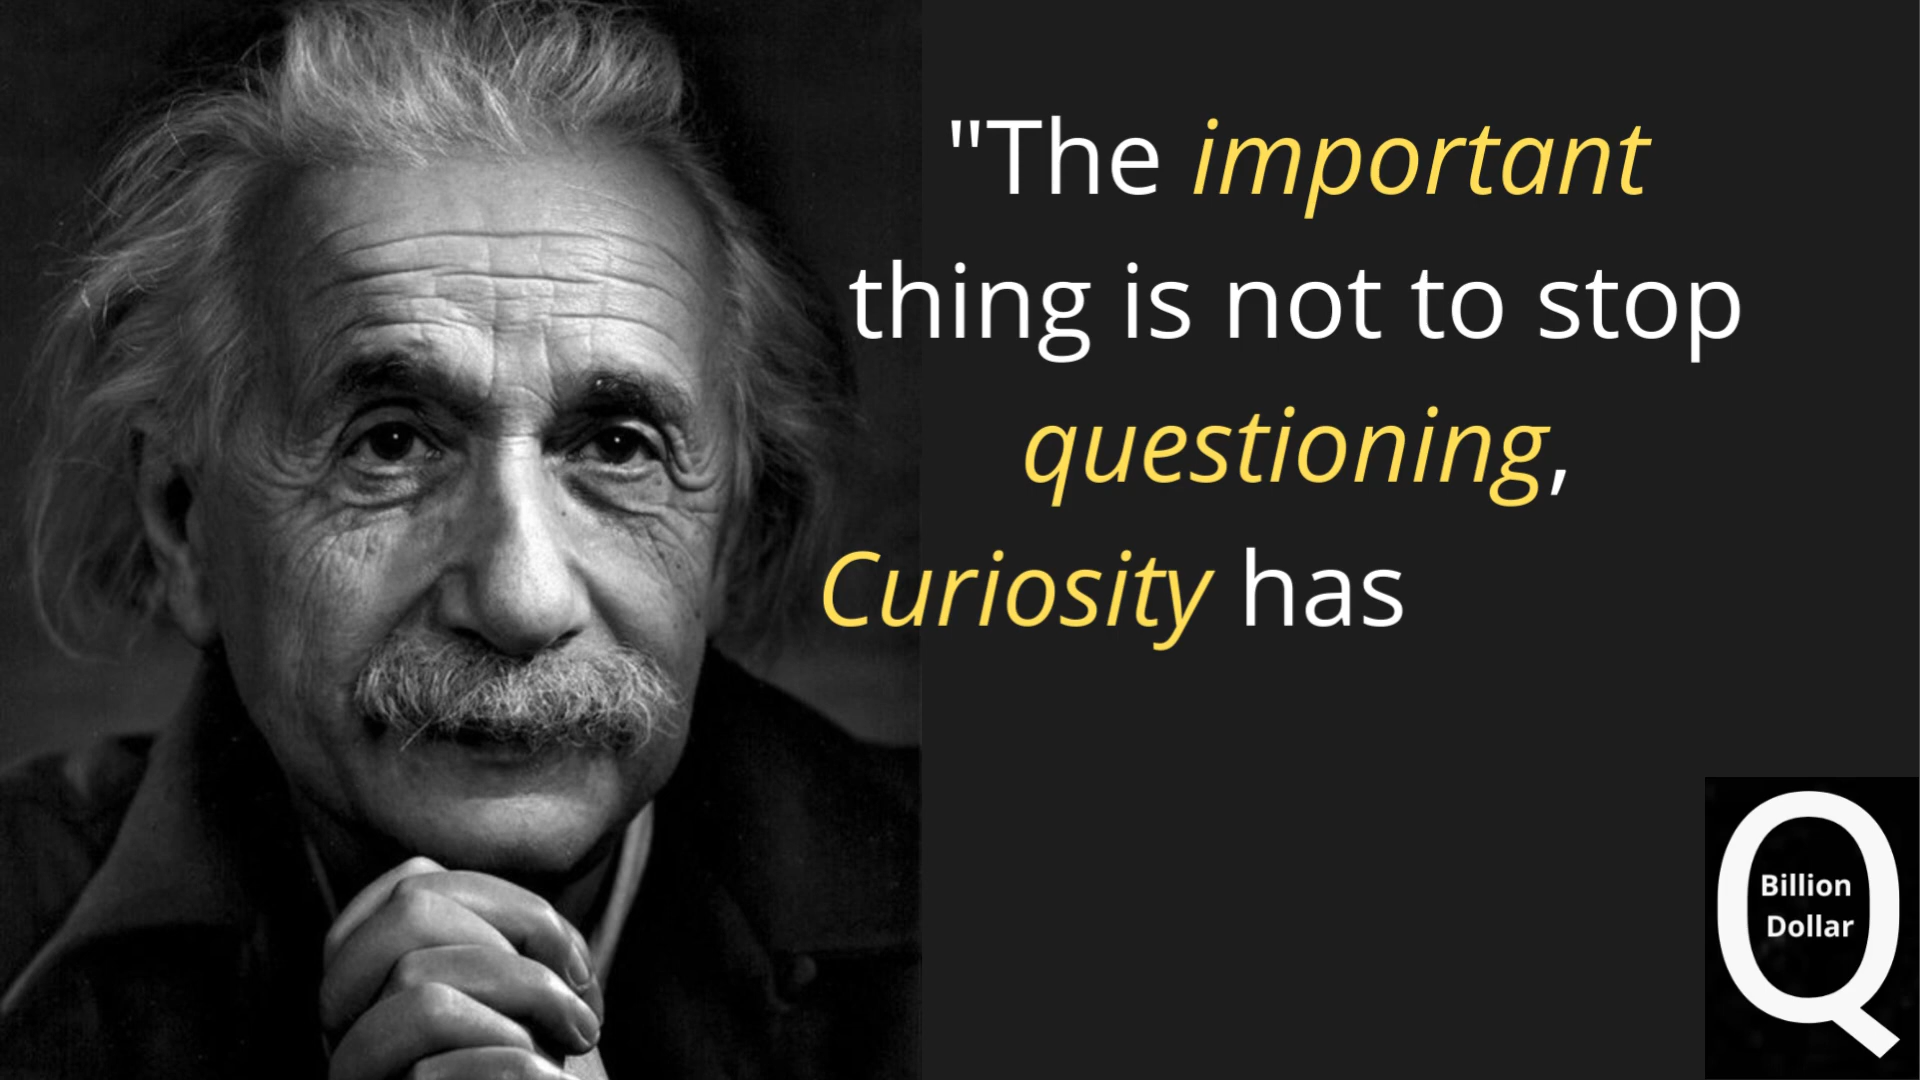 "The important
thing is not to stop
questioning,
Curiosity has
Billion
Dollar
Q